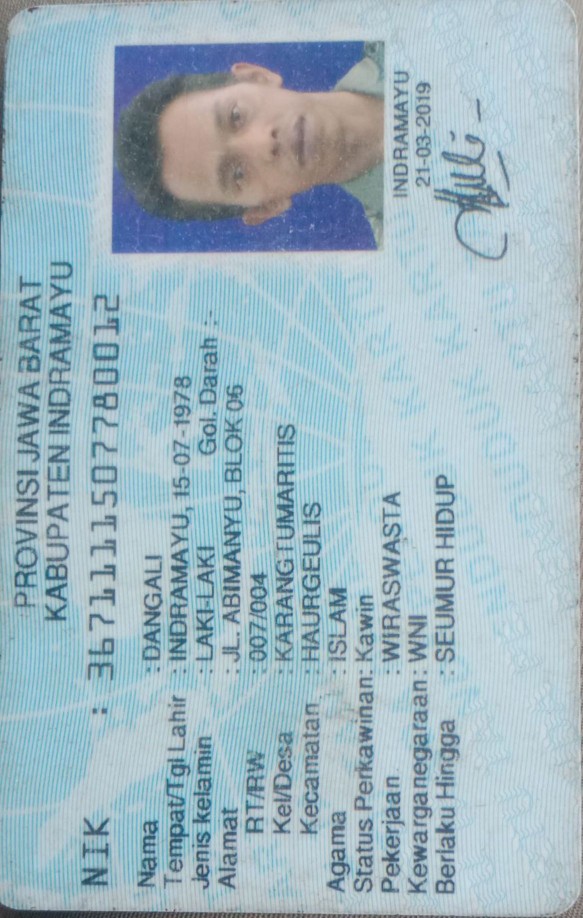 PROVINSI JAWA BARAT
KABUPATEN INDRAMAYU
NIK : 3671111507780012
Nama : DANGALI
Tempat/Tgl Lahir : INDRAMAYU, 15-07-1978
Jenis kelamin : LAKI-LAKI Gol. Darah :-
Alamat : JL. ABIMANYU, BLOK 06
RT/RW : 007/004
Kel/Desa : KARANGTUMARITIS
Kecamatan : HAURGEULIS
Agama : ISLAM
Status Perkawinan: Kawin
Pekerjaan : WIRASWASTA
Kewarganegaraan: WNI
Berlaku Hingga : SEUMUR HIDUP
INDRAMAYU
21-03-2019